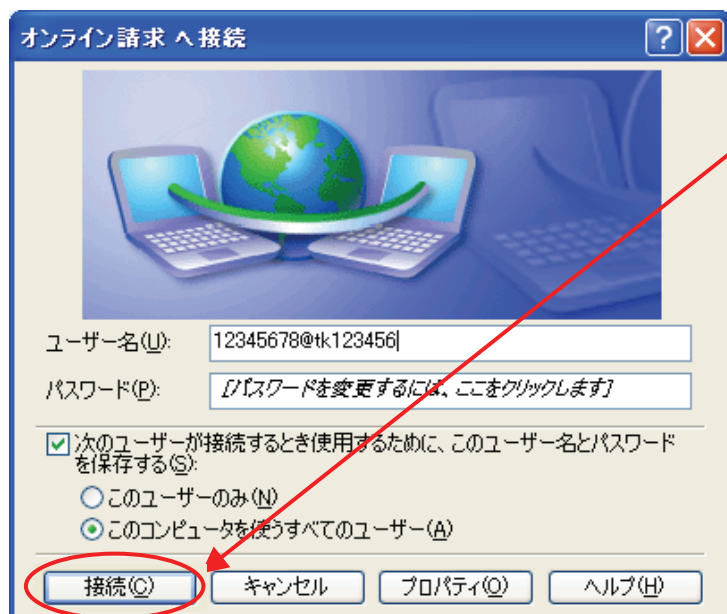 オンライン請求 へ接続
ユーザー名(U):
12345678@tk123456
パスワード(P):
[パスワードを変更するには、ここをクリックします]
次のユーザーが接続するとき使用するために、このユーザー名とパスワード
を保存する(S):
このユーザーのみ(N)
このコンピュータを使うすべてのユーザー(A)
接続(C) キャンセル プロパティ(O) ヘルプ(H)